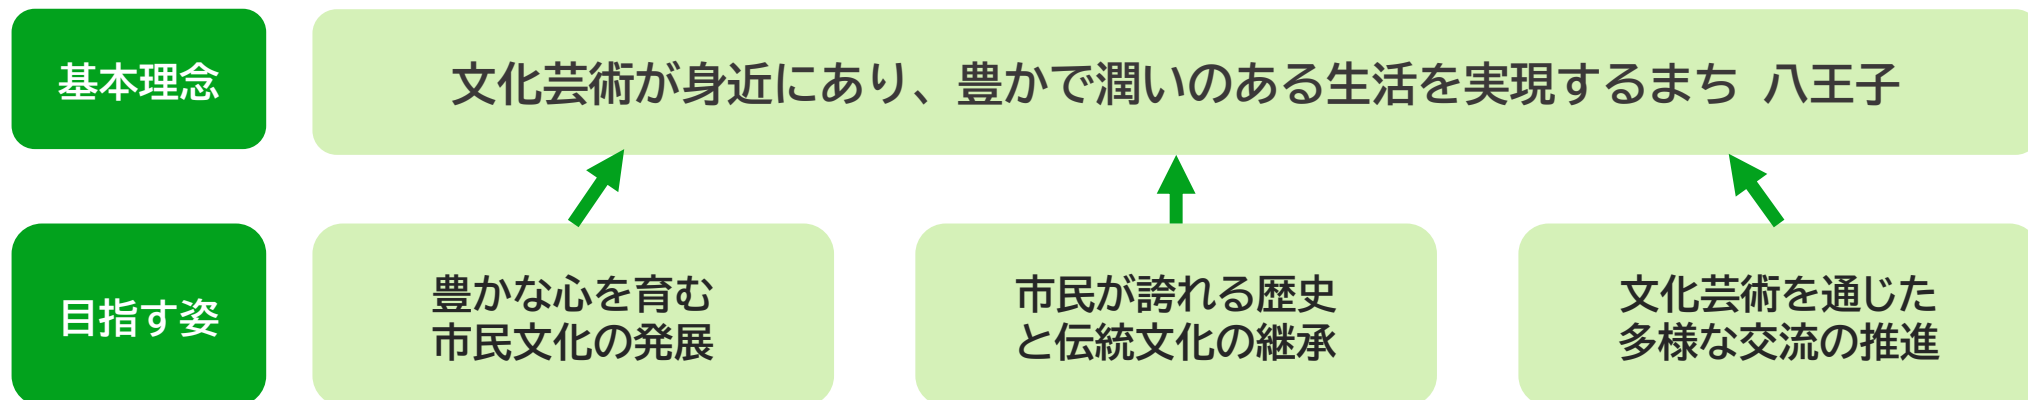 基本理念
文化芸術が身近にあり、豊かで潤いのある生活を実現するまち 八王子
目指す姿
豊かな心を育む
市民文化の発展
市民が誇れる歴史
と伝統文化の継承
文化芸術を通じた
多様な交流の推進